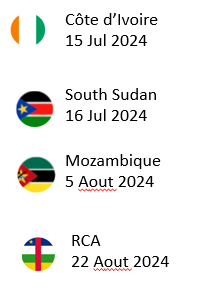 Côte d’Ivoire
15 Jul 2024
South Sudan
16 Jul 2024
Mozambique
5 Aout 2024
RCA
22 Aout 2024